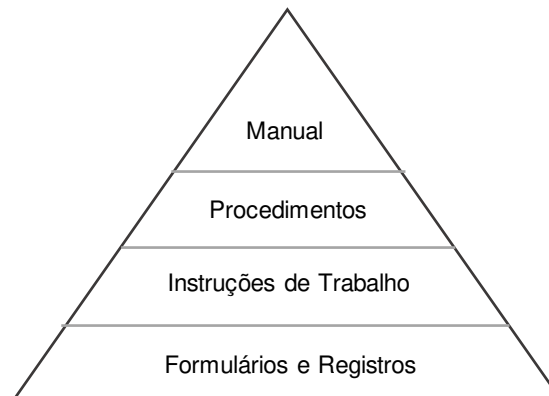 Manual
Procedimentos
Instruções de Trabalho
Formulários e Registros